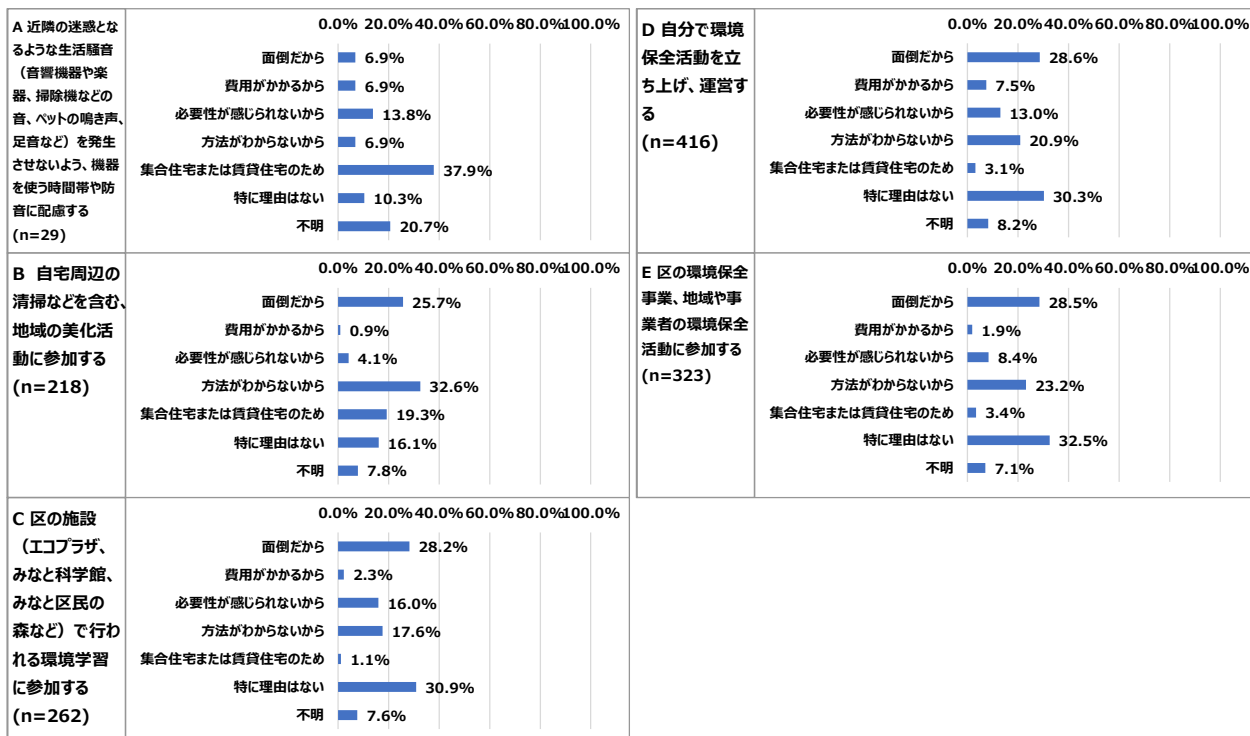 A 近隣の迷惑とな
るような生活騒音
（音響機器や楽
器、掃除機などの
音、ペットの鳴き声、
足音など）を発生
させないよう、機器
を使う時間帯や防
音に配慮する
(n=29)
0.0% 20.0% 40.0% 60.0% 80.0% 100.0%
面倒だから 6.9%
費用がかかるから 6.9%
必要性が感じられないから 13.8%
方法がわからないから 6.9%
集合住宅または賃貸住宅のため 37.9%
特に理由はない 10.3%
不明 20.7%
B 自宅周辺の
清掃などを含む、
地域の美化活
動に参加する
(n=218)
0.0% 20.0% 40.0% 60.0% 80.0% 100.0%
面倒だから 25.7%
費用がかかるから 0.9%
必要性が感じられないから 4.1%
方法がわからないから 32.6%
集合住宅または賃貸住宅のため 19.3%
特に理由はない 16.1%
不明 7.8%
C 区の施設
（エコプラザ、
みなと科学館、
みなと区民の
森など）で行わ
れる環境学習
に参加する
(n=262)
0.0% 20.0% 40.0% 60.0% 80.0% 100.0%
面倒だから 28.2%
費用がかかるから 2.3%
必要性が感じられないから 16.0%
方法がわからないから 17.6%
集合住宅または賃貸住宅のため 1.1%
特に理由はない 30.9%
不明 7.6%
D 自分で環境
保全活動を立
ち上げ、運営す
る
(n=416)
0.0% 20.0% 40.0% 60.0% 80.0% 100.0%
面倒だから 28.6%
費用がかかるから 7.5%
必要性が感じられないから 13.0%
方法がわからないから 20.9%
集合住宅または賃貸住宅のため 3.1%
特に理由はない 30.3%
不明 8.2%
E 区の環境保全
事業、地域や事
業者の環境保全
活動に参加する
(n=323)
0.0% 20.0% 40.0% 60.0% 80.0% 100.0%
面倒だから 28.5%
費用がかかるから 1.9%
必要性が感じられないから 8.4%
方法がわからないから 23.2%
集合住宅または賃貸住宅のため 3.4%
特に理由はない 32.5%
不明 7.1%